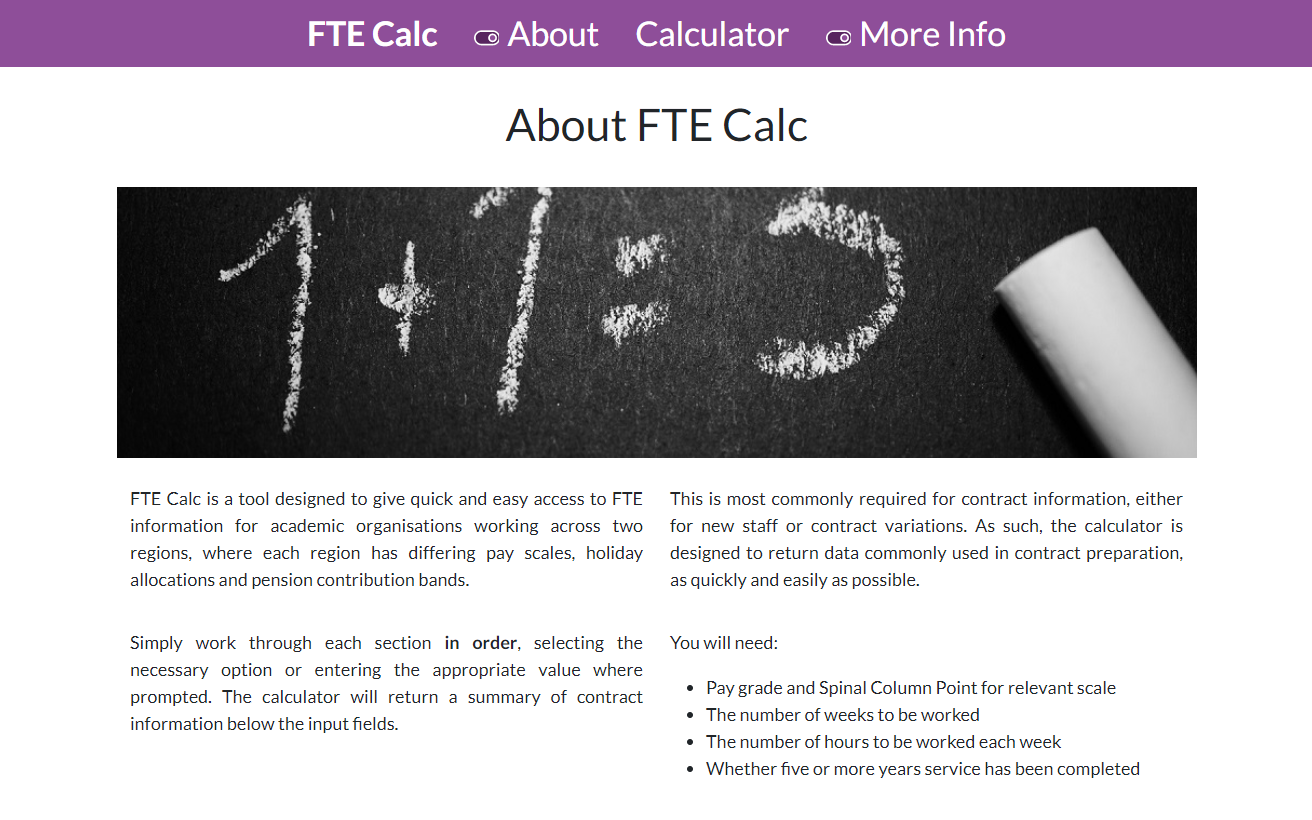 FTE Calc About Calculator More Info
About FTE Calc
1 + 1 = 3
FTE Calc is a tool designed to give quick and easy access to FTE
information for academic organisations working across two
regions, where each region has differing pay scales, holiday
allocations and pension contribution bands.
This is most commonly required for contract information, either
for new staff or contract variations. As such, the calculator is
designed to return data commonly used in contract preparation,
as quickly and easily as possible.
Simply work through each section in order, selecting the
necessary option or entering the appropriate value where
prompted. The calculator will return a summary of contract
information below the input fields.
You will need:
• Pay grade and Spinal Column Point for relevant scale
• The number of weeks to be worked
• The number of hours to be worked each week
• Whether five or more years service has been completed